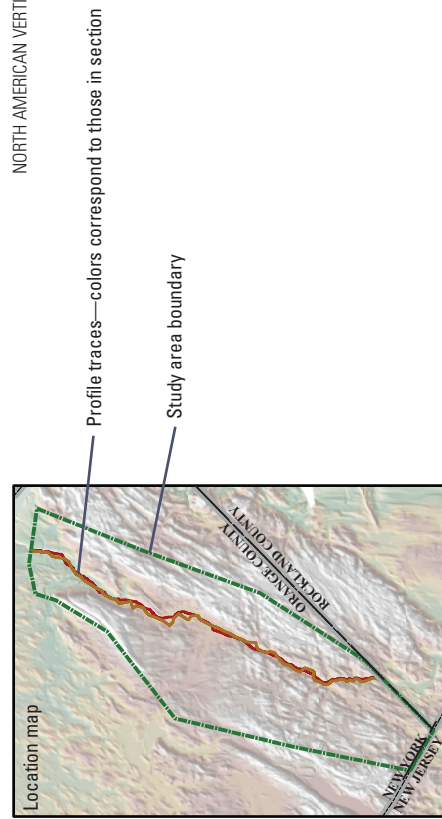 NORTH AMERICAN VERTI
Profile traces—colors correspond to those in section
Study area boundary
Location map
ORANGE COUNTY
ROCKLAND COUNTY
NEW YORK
NEW JERSEY